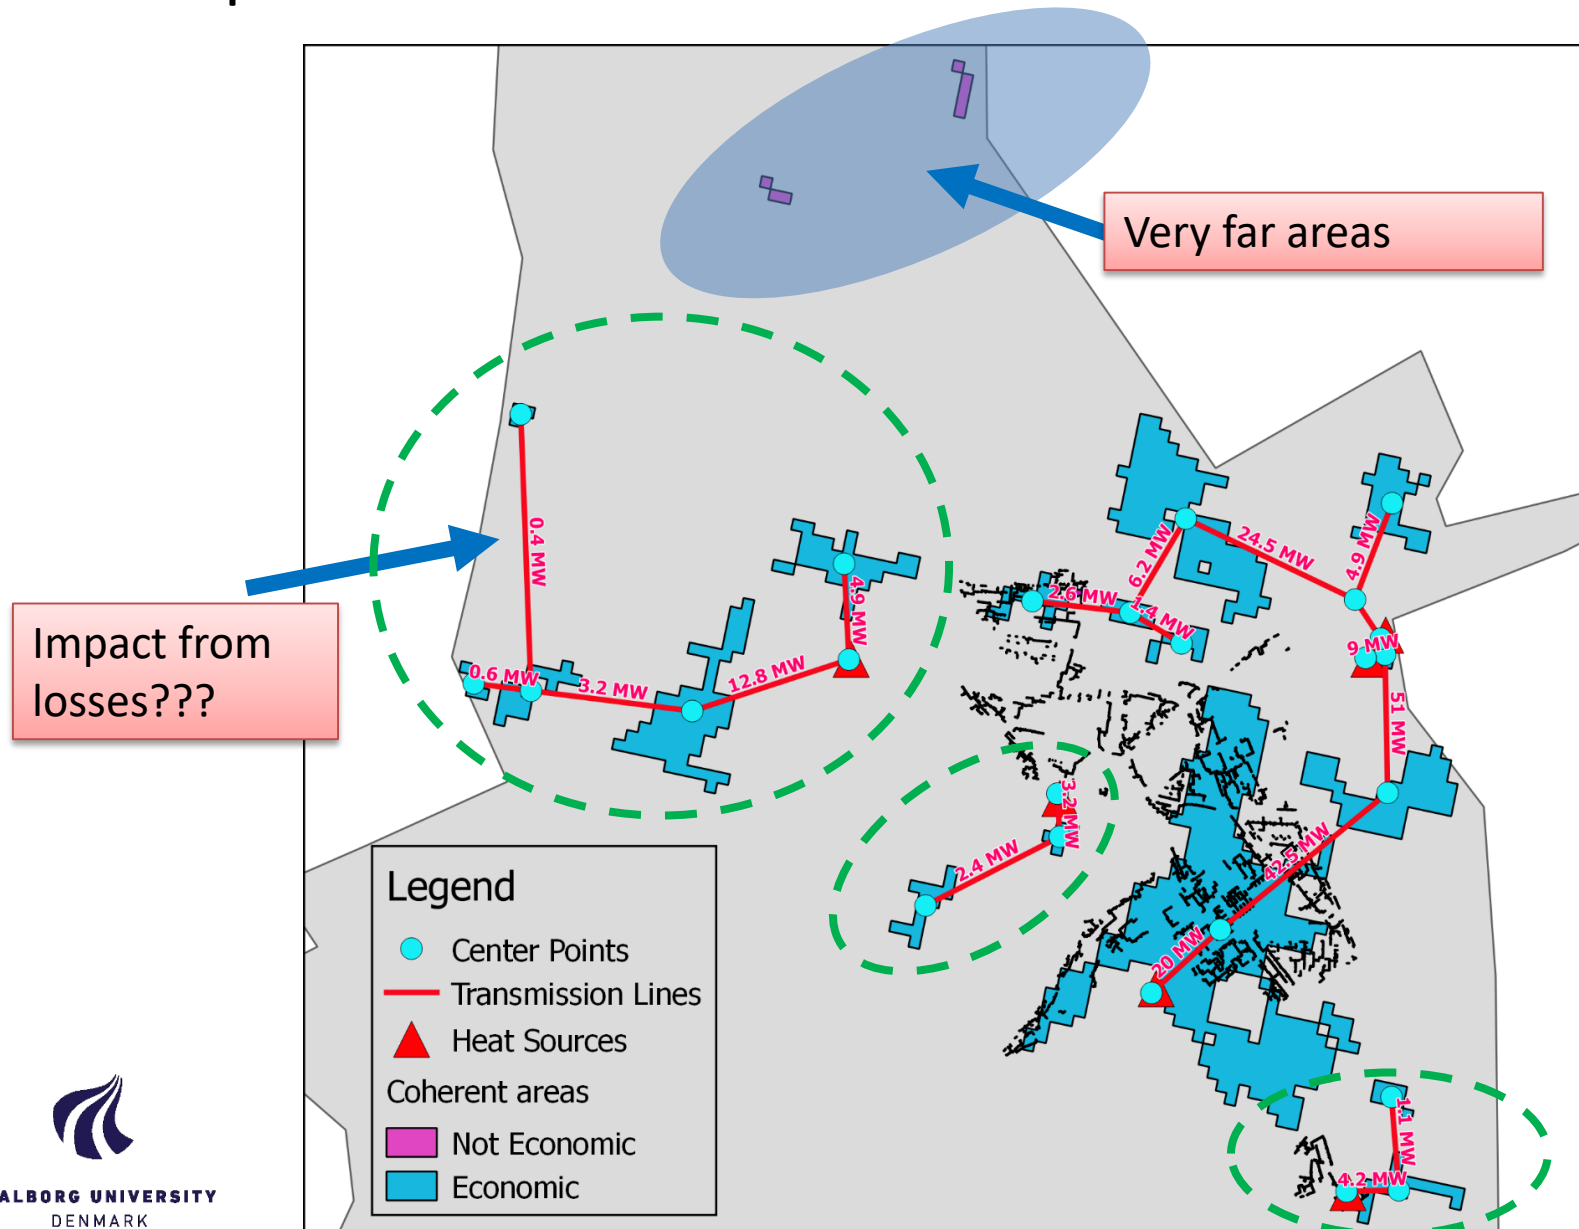 Very far areas
24.5 MW
4.9 MW
6.2 MW
0.4 MW
2.6 MW
1.4 MW
4.9 MW
9 MW
Impact from
losses???
0.6 MW
3.2 MW
12.8 MW
51 MW
3.2 MW
2.4 MW
42.5 MW
20 MW
Legend
Center Points
Transmission Lines
Heat Sources
Coherent areas
Not Economic
Economic
1.1 MW
4.2 MW
ALBORG UNIVERSITY
DENMARK